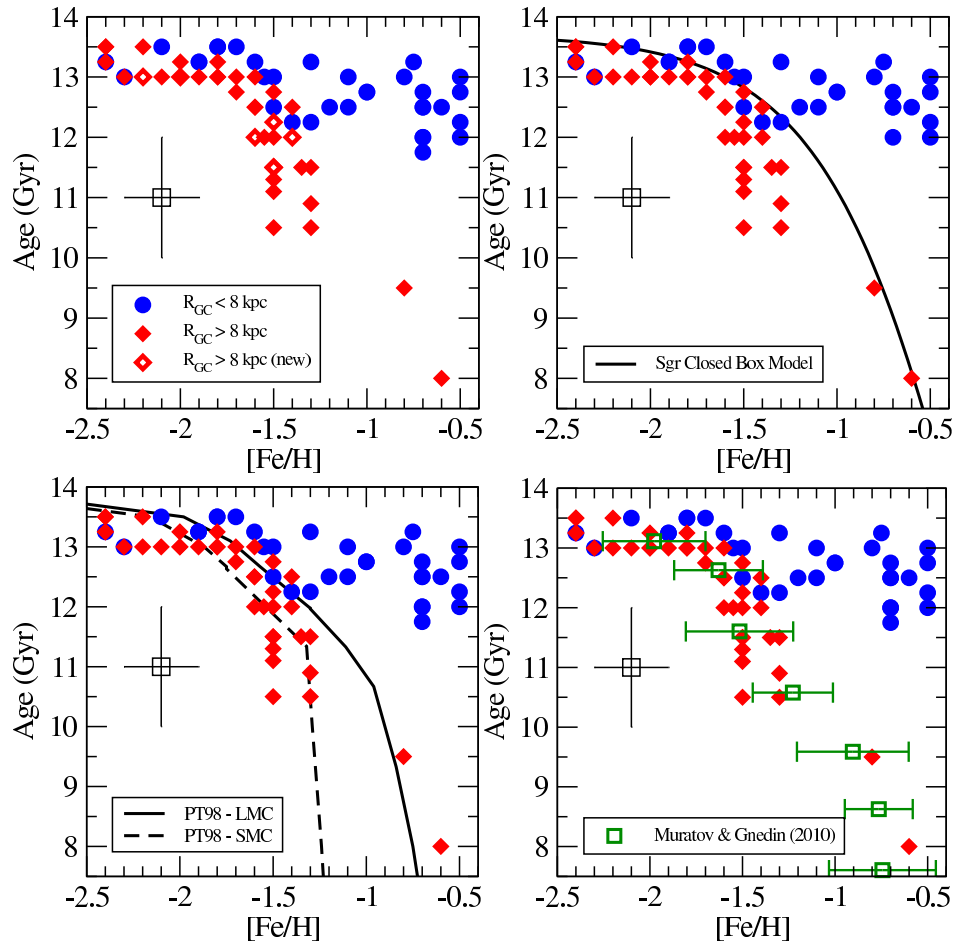 14
13
12
11
10
9
8
Age (Gyr)
R_GC < 8 kpc
R_GC > 8 kpc
R_GC > 8 kpc (new)
-2.5 -2 -1.5 -1 -0.5
[Fe/H]
14
13
12
11
10
9
8
Age (Gyr)
Sgr Closed Box Model
-2.5 -2 -1.5 -1 -0.5
[Fe/H]
14
13
12
11
10
9
8
Age (Gyr)
PT98 - LMC
PT98 - SMC
-2.5 -2 -1.5 -1 -0.5
[Fe/H]
14
13
12
11
10
9
8
Age (Gyr)
Muratov & Gnedin (2010)
-2.5 -2 -1.5 -1 -0.5
[Fe/H]